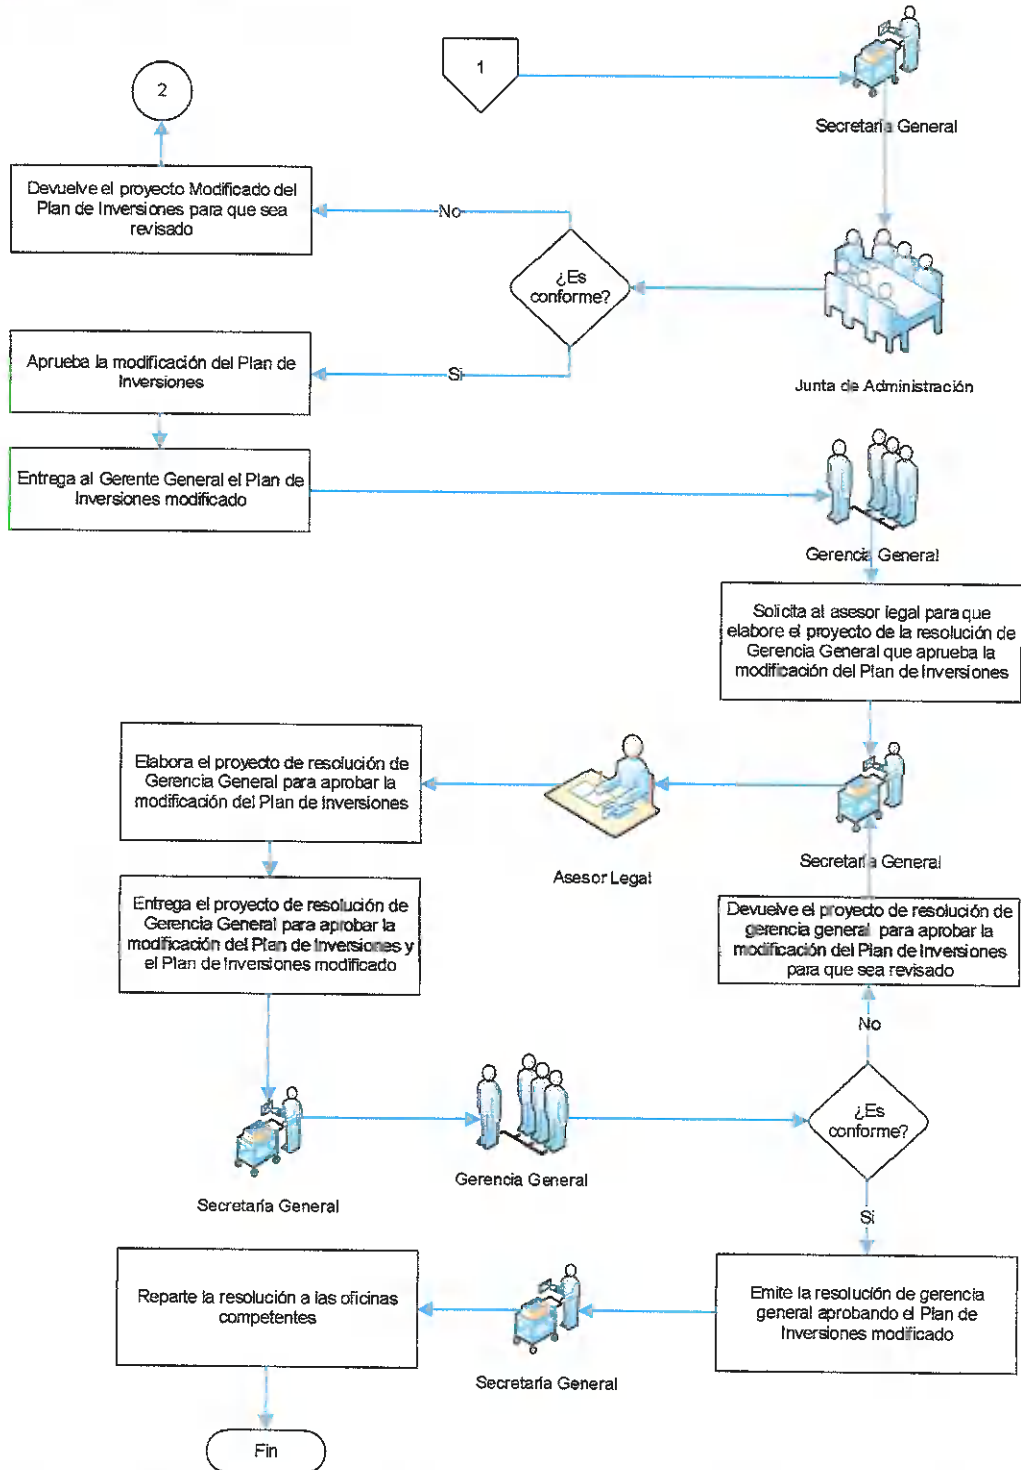 1
Secretaría General
2
Devuelve el proyecto Modificado del
Plan de Inversiones para que sea
revisado
No
¿Es
conforme?
Si
Junta de Administración
Aprueba la modificación del Plan de
Inversiones
Entrega al Gerente General el Plan de
Inversiones modificado
Gerencia General
Solicita al asesor legal para que
elabore el proyecto de la resolución de
Gerencia General que aprueba la
modificación del Plan de Inversiones
Elabora el proyecto de resolución de
Gerencia General para aprobar la
modificación del Plan de Inversiones
Asesor Legal
Secretaría General
Entrega el proyecto de resolución de
Gerencia General para aprobar la
modificación del Plan de Inversiones y
el Plan de Inversiones modificado
Devuelve el proyecto de resolución de
gerencia general para aprobar la
modificación del Plan de Inversiones
para que sea revisado
No
¿Es
conforme?
Si
Secretaría General
Gerencia General
Emite la resolución de gerencia
general aprobando el Plan de
Inversiones modificado
Secretaría General
Reparte la resolución a las oficinas
competentes
Fin